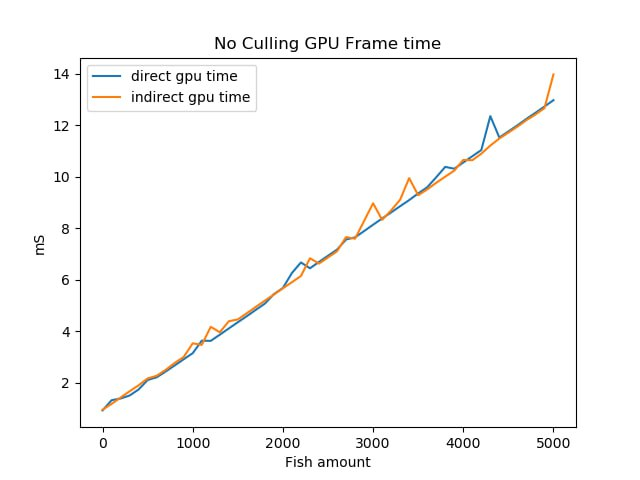 No Culling GPU Frame time
direct gpu time
indirect gpu time
14
12
10
8
6
4
2
mS
0
1000
2000
3000
4000
5000
Fish amount